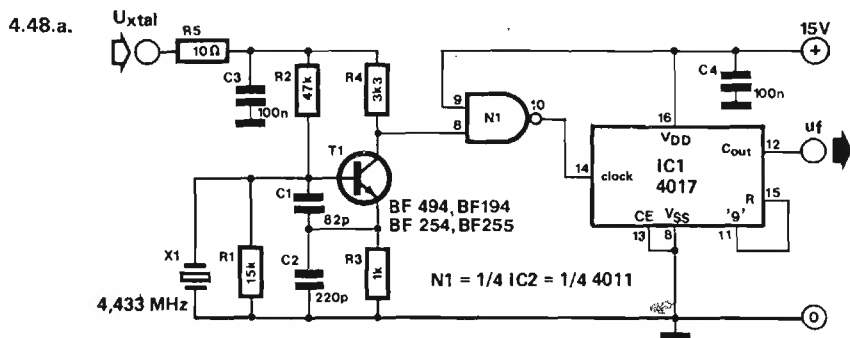 4.48.a.
Uxtal
R5
10Ω
C3
100n
R2
47k
R4
3k3
15V
+
C4
100n
9
8
N1
10
16
VDD
IC1
4017
14
clock
Cout
12
uf
R
15
CE
13
VSS
8
'9'
11
T1
BF 494, BF194
BF 254, BF255
C1
82p
X1
4,433 MHz
R1
15k
C2
220p
R3
1k
N1 = 1/4 IC2 = 1/4 4011
0